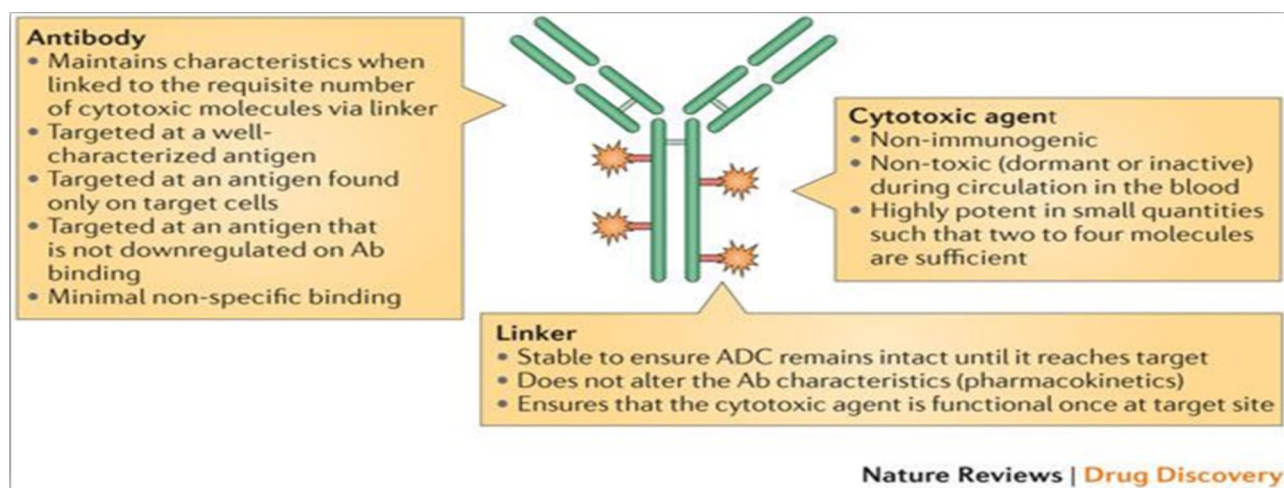 Antibody
• Maintains characteristics when
linked to the requisite number
of cytotoxic molecules via linker
• Targeted at a well-
characterized antigen
• Targeted at an antigen found
only on target cells
• Targeted at an antigen that
is not downregulated on Ab
binding
• Minimal non-specific binding
Cytotoxic agent
• Non-immunogenic
• Non-toxic (dormant or inactive)
during circulation in the blood
• Highly potent in small quantities
such that two to four molecules
are sufficient
Linker
• Stable to ensure ADC remains intact until it reaches target
• Does not alter the Ab characteristics (pharmacokinetics)
• Ensures that the cytotoxic agent is functional once at target site
Nature Reviews | Drug Discovery